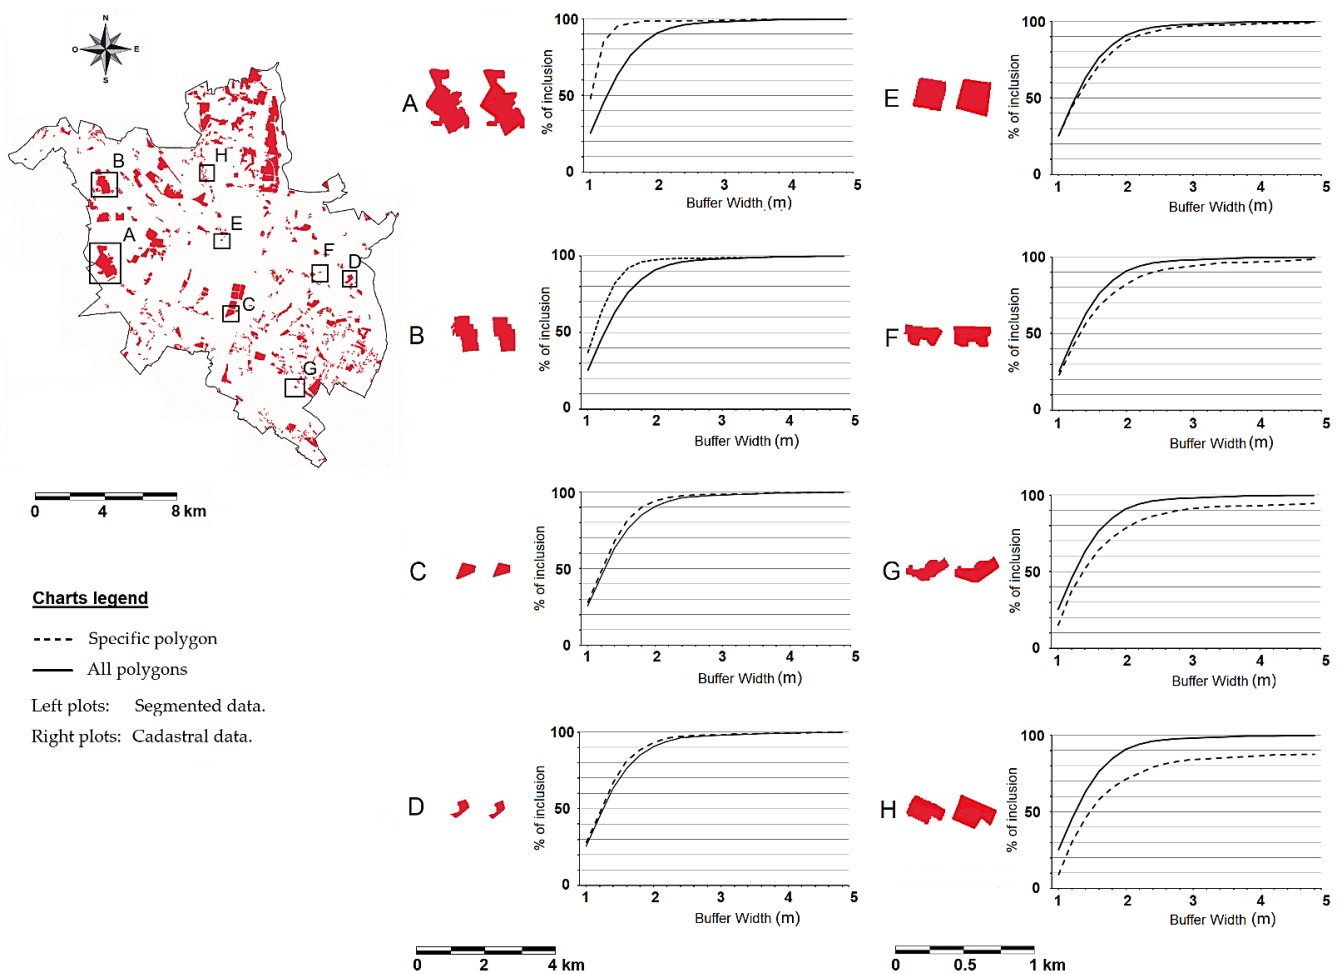 N
O E
S
H
B
E
A
F
D
C
G
0 4 8 km
Charts legend
Specific polygon
All polygons
Left plots: Segmented data.
Right plots: Cadastral data.
A
% of inclusion
100
50
0
1 2 3 4 5
Buffer Width (m)
B
% of inclusion
100
50
0
1 2 3 4 5
Buffer Width (m)
C
% of inclusion
100
50
0
1 2 3 4 5
Buffer Width (m)
D
% of inclusion
100
50
0
1 2 3 4 5
Buffer Width (m)
0 2 4 km
E
% of inclusion
100
50
0
1 2 3 4 5
Buffer Width (m)
F
% of inclusion
100
50
0
1 2 3 4 5
Buffer Width (m)
G
% of inclusion
100
50
0
1 2 3 4 5
Buffer Width (m)
H
% of inclusion
100
50
0
1 2 3 4 5
Buffer Width (m)
0 0.5 1 km